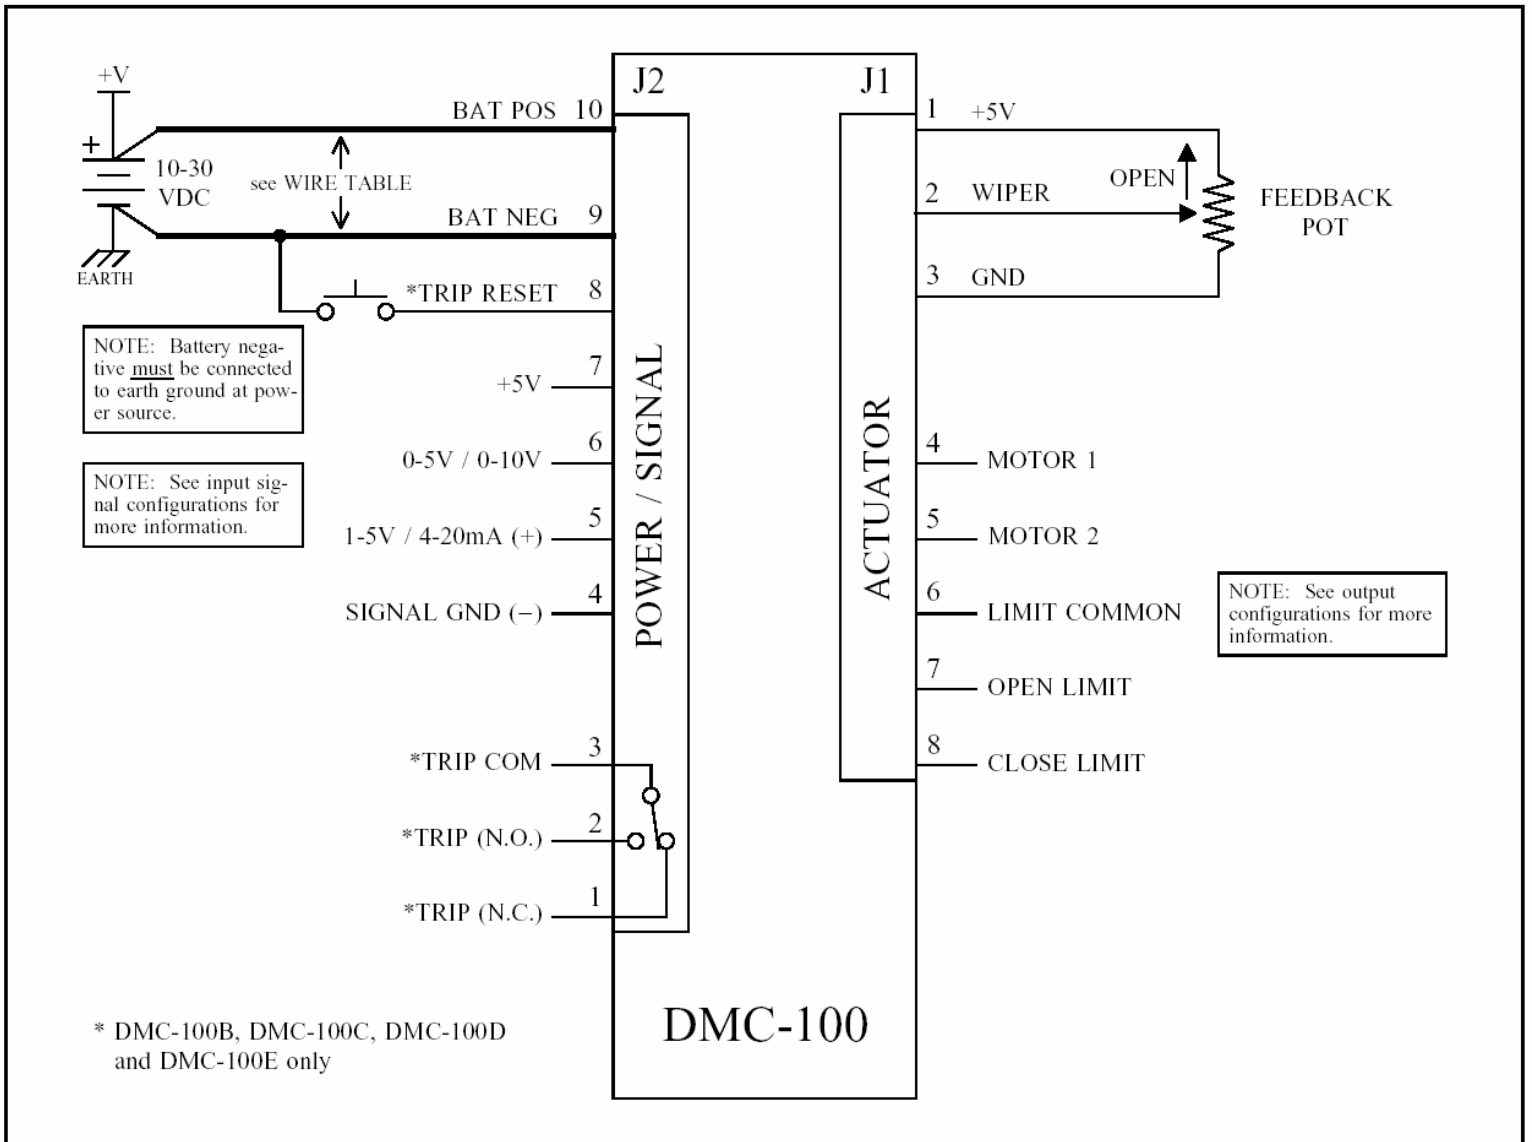 J2
J1
+V
BAT POS 10
+
10-30
VDC
see WIRE TABLE
BAT NEG 9
EARTH
*TRIP RESET 8
NOTE: Battery nega-
tive must be connected
to earth ground at pow-
er source.
NOTE: See input sig-
nal configurations for
more information.
+5V 7
0-5V / 0-10V 6
1-5V / 4-20mA (+) 5
SIGNAL GND (−) 4
*TRIP COM 3
*TRIP (N.O.) 2
*TRIP (N.C.) 1
POWER / SIGNAL
ACTUATOR
1 +5V
2 WIPER
OPEN
FEEDBACK
POT
3 GND
4 MOTOR 1
5 MOTOR 2
6 LIMIT COMMON
7 OPEN LIMIT
8 CLOSE LIMIT
NOTE: See output
configurations for more
information.
DMC-100
* DMC-100B, DMC-100C, DMC-100D
and DMC-100E only